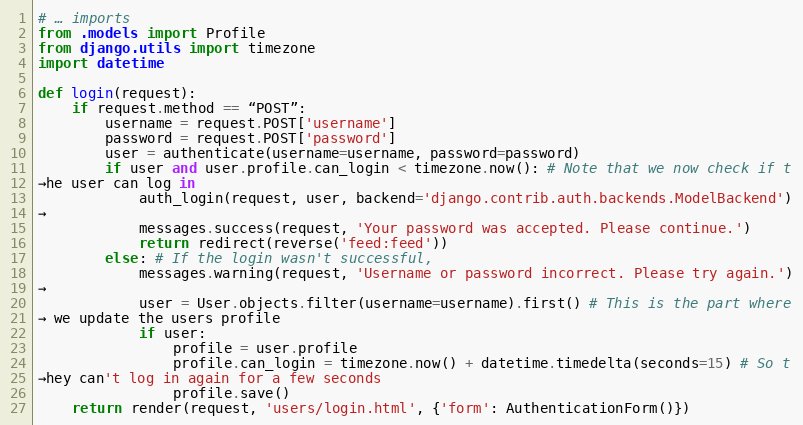 1 # … imports
2 from .models import Profile
3 from django.utils import timezone
4 import datetime
5
6 def login(request):
7     if request.method == “POST”:
8         username = request.POST['username']
9         password = request.POST['password']
10         user = authenticate(username=username, password=password)
11         if user and user.profile.can_login < timezone.now(): # Note that we now check if t
12 →he user can log in
13             auth_login(request, user, backend='django.contrib.auth.backends.ModelBackend')
14 →
15             messages.success(request, 'Your password was accepted. Please continue.')
16             return redirect(reverse('feed:feed'))
17         else: # If the login wasn't successful,
18             messages.warning(request, 'Username or password incorrect. Please try again.')
19 →
20             user = User.objects.filter(username=username).first() # This is the part where
21 → we update the users profile
22             if user:
23                 profile = user.profile
24                 profile.can_login = timezone.now() + datetime.timedelta(seconds=15) # So t
25 →hey can't log in again for a few seconds
26                 profile.save()
27     return render(request, 'users/login.html', {'form': AuthenticationForm()})